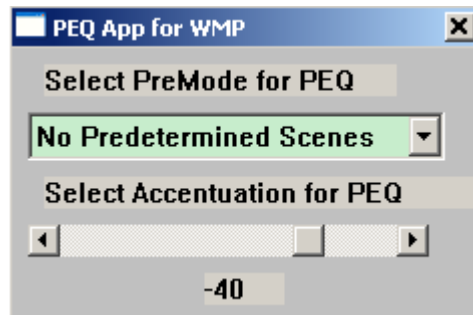 PEQ App for WMP
Select PreMode for PEQ
No Predetermined Scenes
Select Accentuation for PEQ
-40